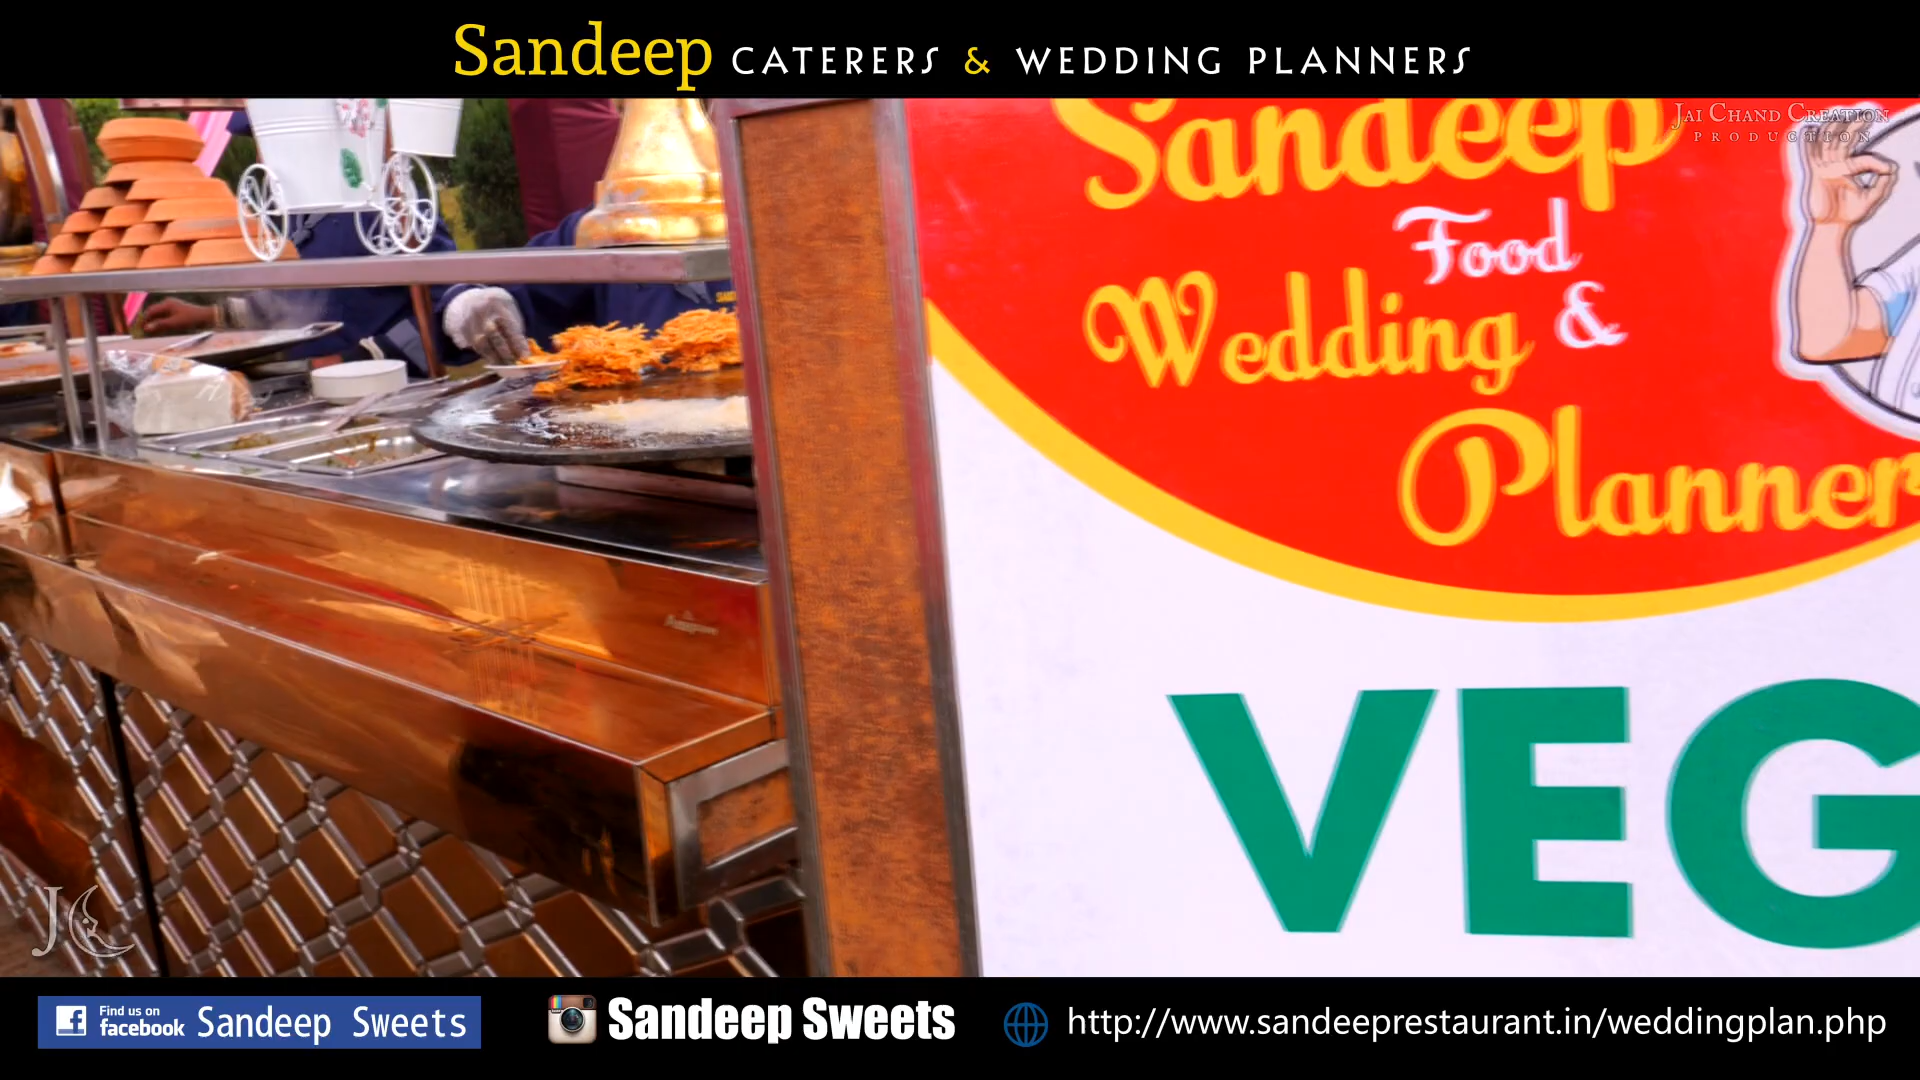 Sandeep CATERERS & WEDDING PLANNERS
JAI CHAND CREATION
PRODUCTION
Sandeep
Food
&
Wedding
Planner
VEG
JC
Find us on
facebook
Sandeep Sweets
Sandeep Sweets
http://www.sandeeprestaurant.in/weddingplan.php